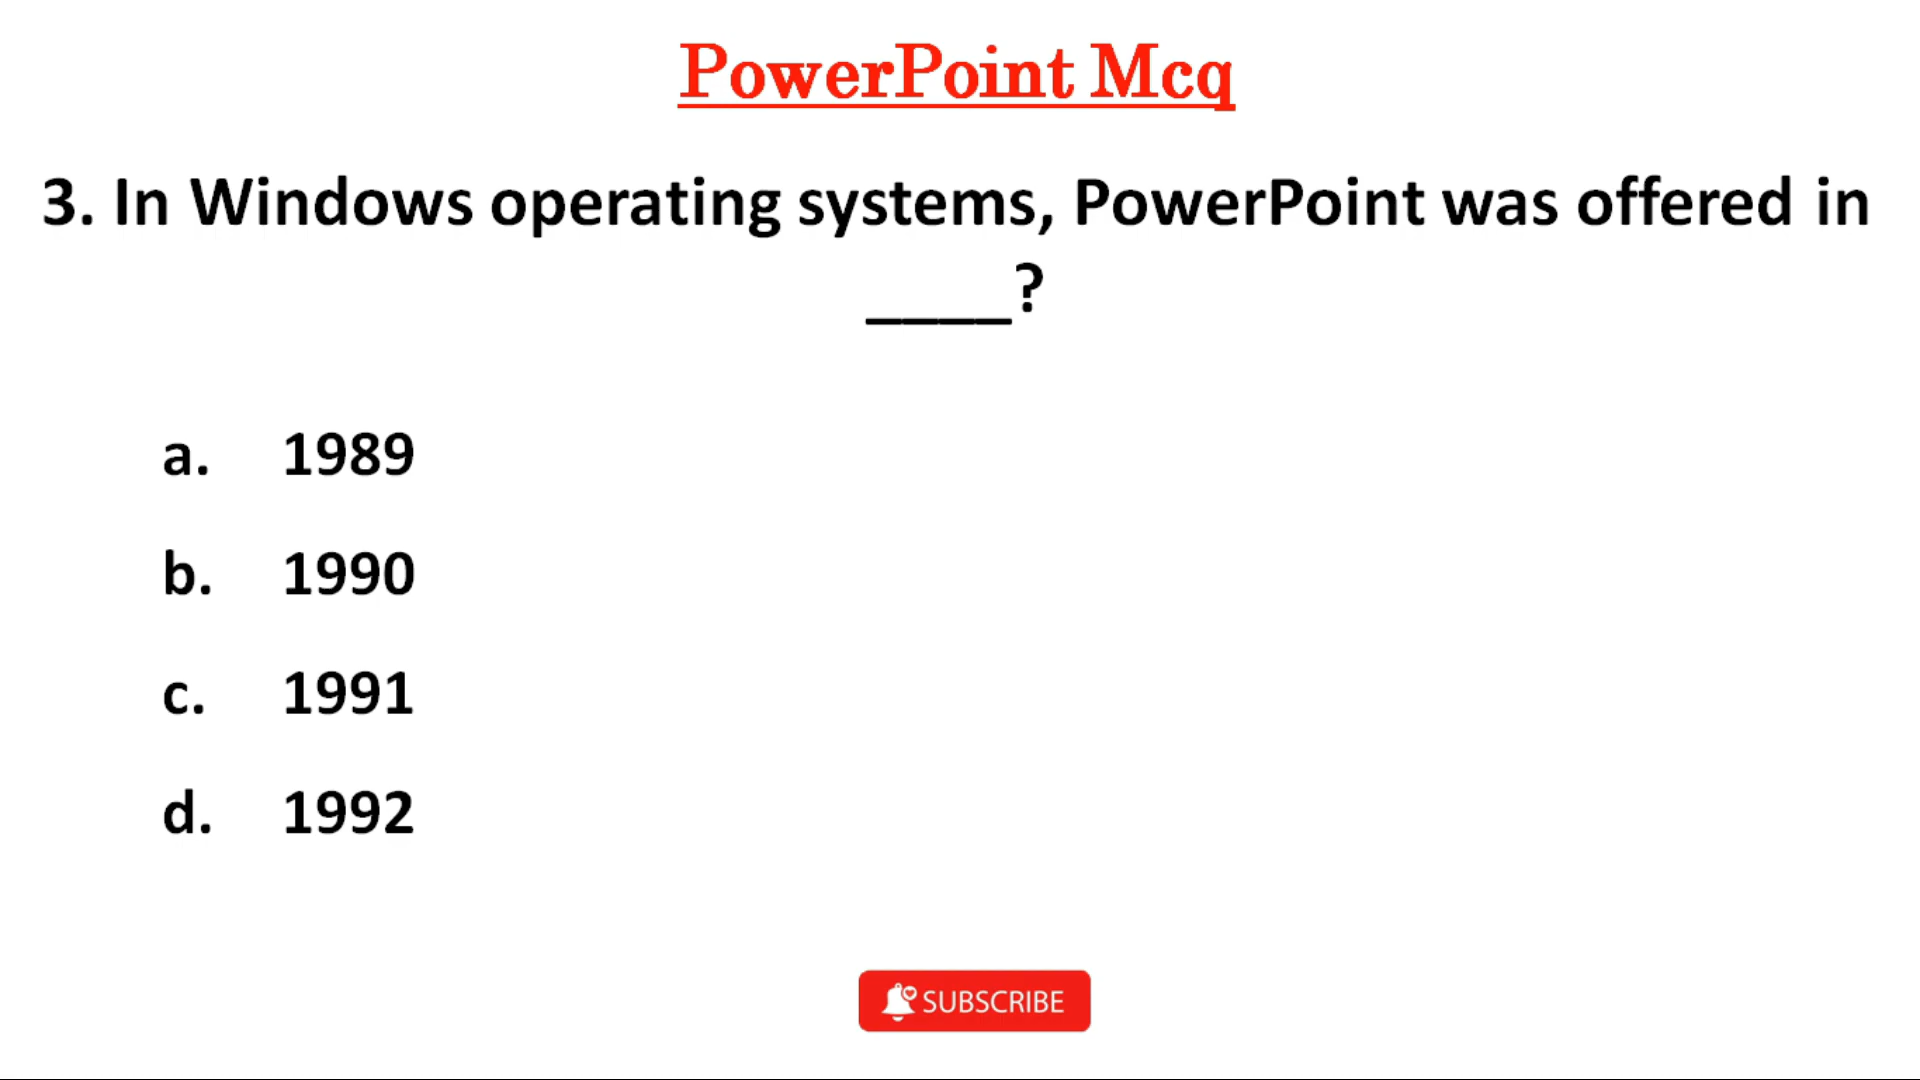 PowerPoint Mcq
3. In Windows operating systems, PowerPoint was offered in
____?
a. 1989
b. 1990
c. 1991
d. 1992
SUBSCRIBE